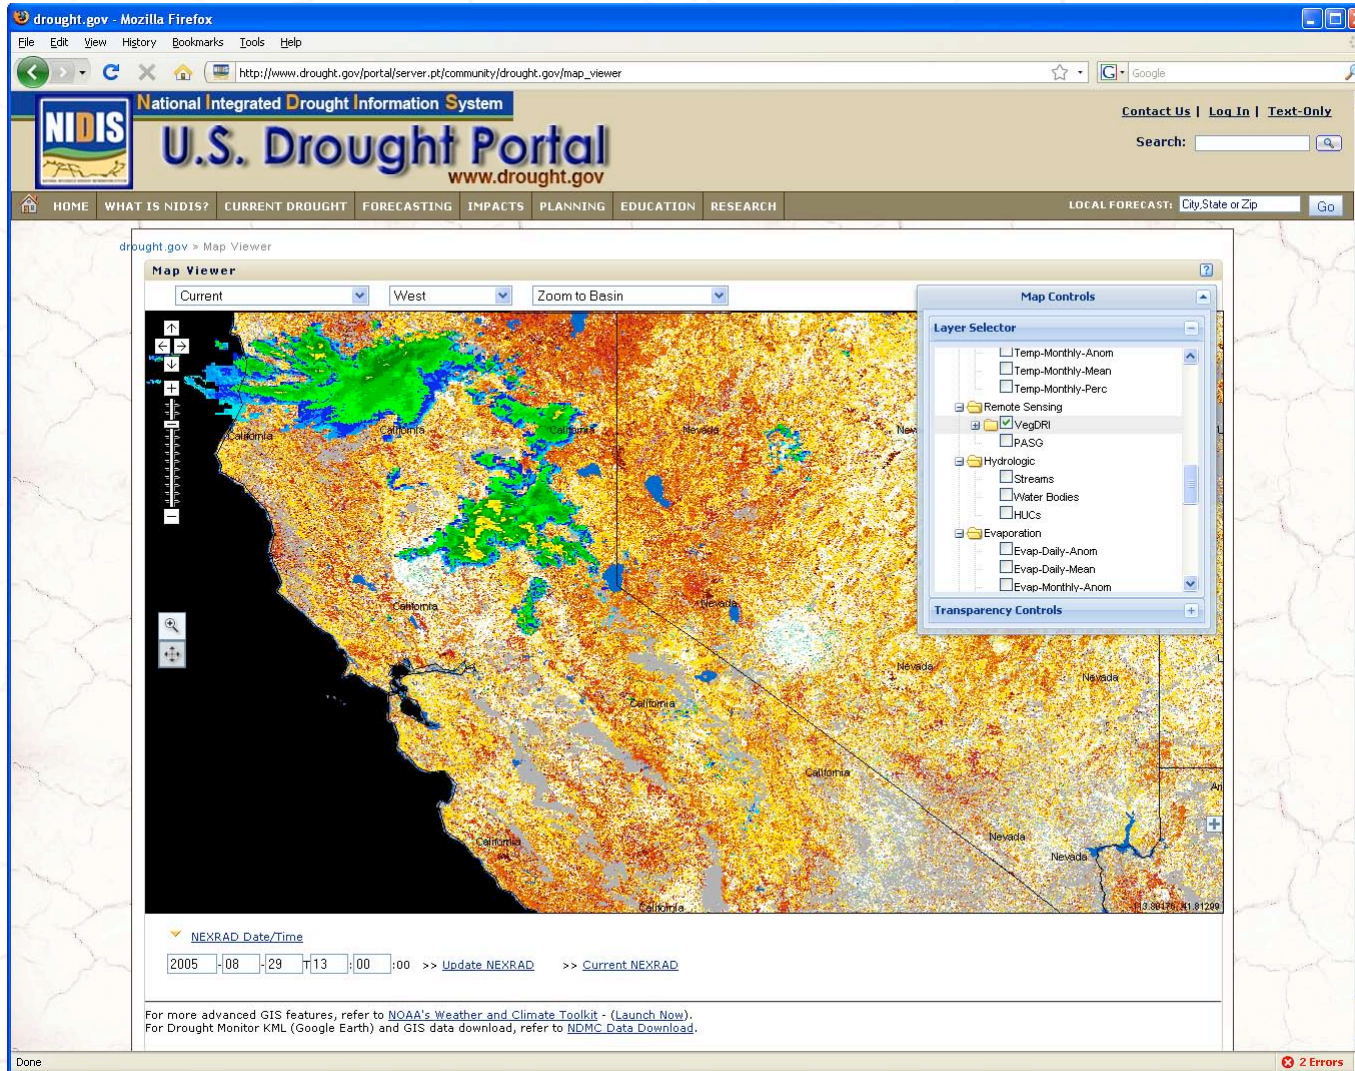 drought.gov - Mozilla Firefox
File Edit View History Bookmarks Tools Help
http://www.drought.gov/portal/server.pt/community/drought.gov/map_viewer
G Google
National Integrated Drought Information System
NIDIS
U.S. Drought Portal
www.drought.gov
Contact Us | Log In | Text-Only
Search:
HOME WHAT IS NIDIS? CURRENT DROUGHT FORECASTING IMPACTS PLANNING EDUCATION RESEARCH
LOCAL FORECAST: City,State or Zip Go
drought.gov > Map Viewer
Map Viewer ?
Current West Zoom to Basin
Map Controls
Layer Selector
Temp-Monthly-Anom
Temp-Monthly-Mean
Temp-Monthly-Perc
Remote Sensing
VegDRI
PASG
Hydrologic
Streams
Water Bodies
HUCs
Evaporation
Evap-Daily-Anom
Evap-Daily-Mean
Evap-Monthly-Anom
Transparency Controls
California California California Nevada
California Nevada
Nevada Nevada
California
California
Nevada
California Nevada
California
NEXRAD Date/Time
2005 -08 -29 T13 :00 :00 >> Update NEXRAD >> Current NEXRAD
For more advanced GIS features, refer to NOAA's Weather and Climate Toolkit - (Launch Now).
For Drought Monitor KML (Google Earth) and GIS data download, refer to NDMC Data Download.
Done
2 Errors